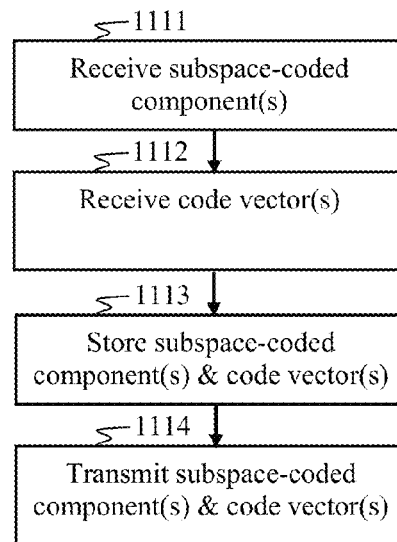 1111
Receive subspace-coded
component(s)
1112
Receive code vector(s)
1113
Store subspace-coded
component(s) & code vector(s)
1114
Transmit subspace-coded
component(s) & code vector(s)